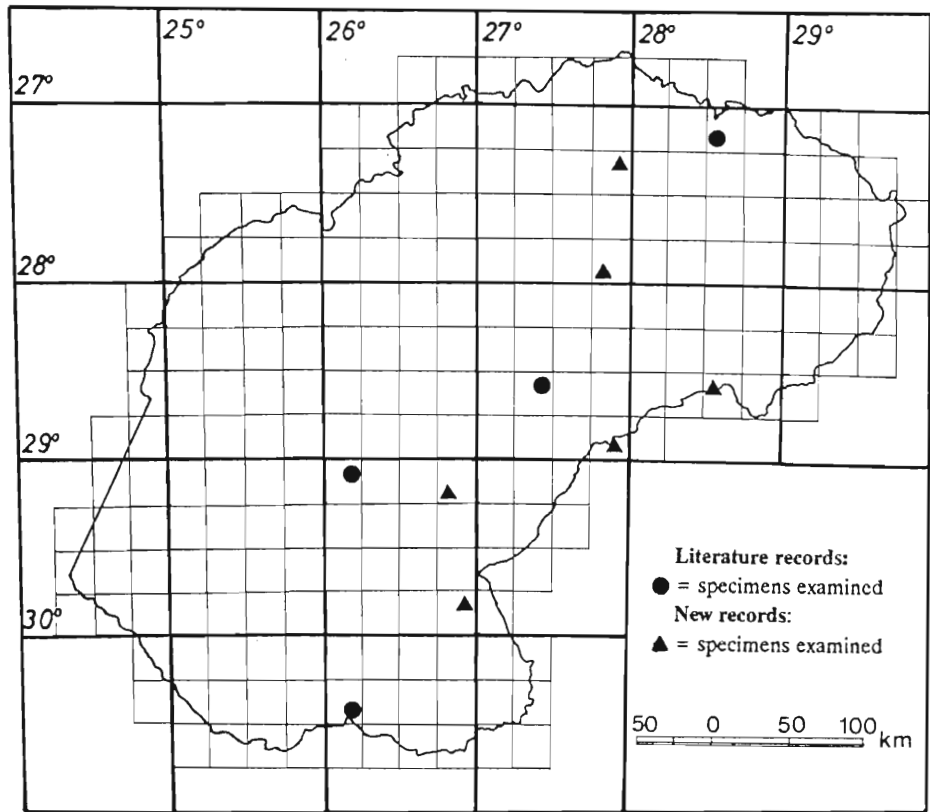 25° 26° 27° 28° 29°
27°
28°
29°
30°
Literature records:
● = specimens examined
New records:
▲ = specimens examined
50 0 50 100 km